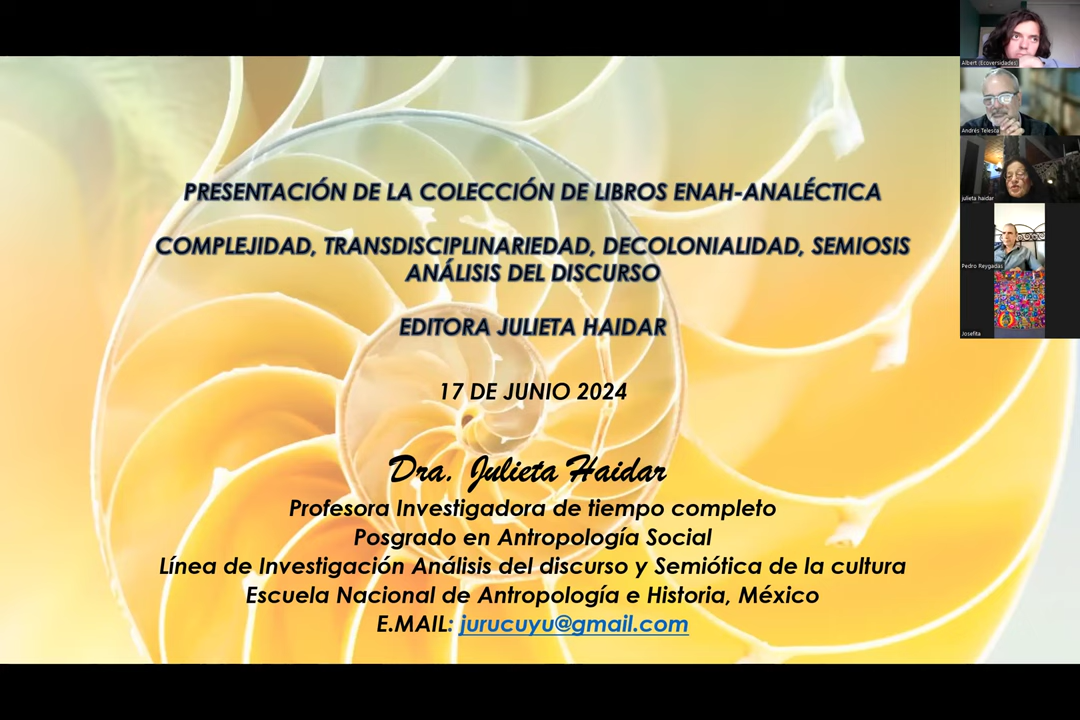 PRESENTACIÓN DE LA COLECCIÓN DE LIBROS ENAH-ANALÉCTICA
COMPLEJIDAD, TRANSDISCIPLINARIEDAD, DECOLONIALIDAD, SEMIOSIS
ANÁLISIS DEL DISCURSO
EDITORA JULIETA HAIDAR
17 DE JUNIO 2024
Dra. Julieta Haidar
Profesora Investigadora de tiempo completo
Posgrado en Antropología Social
Línea de Investigación Análisis del discurso y Semiótica de la cultura
Escuela Nacional de Antropología e Historia, México
E.MAIL: jurucuyu@gmail.com
Albert (Ecoversidades)
Andrés Telesca
julieta haidar
Pedro Reygadas
Josefita